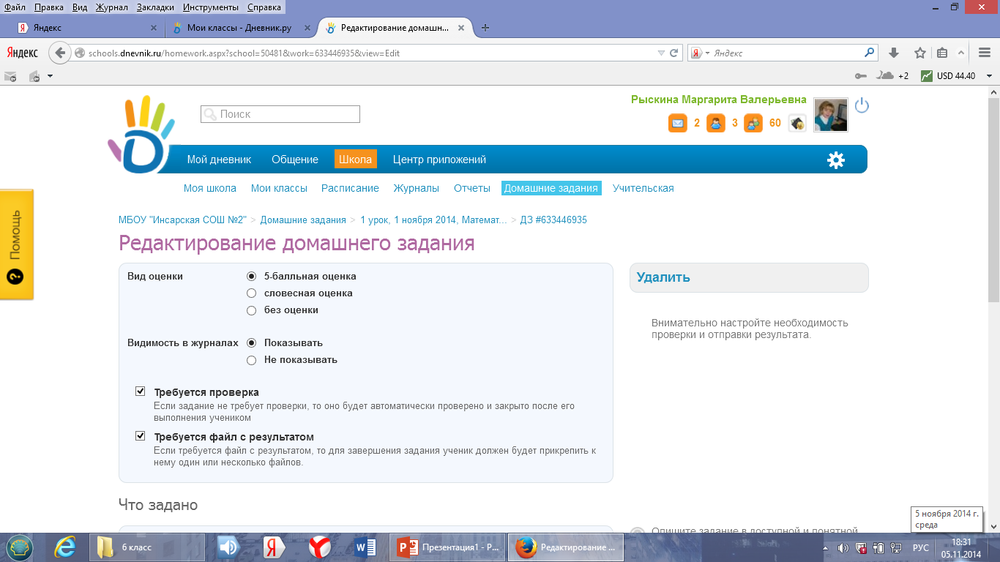 Файл Правка Вид Журнал Закладки Инструменты Справка
Яндекс
Мои классы - Дневник.ру
Редактирование домашн...
Яндекс
schools.dnevnik.ru/homework.aspx?school=50481&work=633446935&view=Edit
Яндекс
+2
USD 44.40
Рыскина Маргарита Валерьевна
Поиск
2 3 60
Мой дневник Общение Школа Центр приложений
Моя школа Мои классы Расписание Журналы Отчеты Домашние задания Учительская
Помощь
МБОУ "Инсарская СОШ №2" > Домашние задания > 1 урок, 1 ноября 2014, Математ... > ДЗ #633446935
Редактирование домашнего задания
Вид оценки
5-балльная оценка
словесная оценка
без оценки
Видимость в журналах
Показывать
Не показывать
Требуется проверка
Если задание не требует проверки, то оно будет автоматически проверено и закрыто после его
выполнения учеником
Требуется файл с результатом
Если требуется файл с результатом, то для завершения задания ученик должен будет прикрепить к
нему один или несколько файлов.
Удалить
Внимательно настройте необходимость
проверки и отправки результата.
Что задано
Опишите задание в доступной и понятной
5 ноября 2014 г.
среда
6 класс
Презентация1 - P...
Редактирование ...
РУС
18:31
05.11.2014